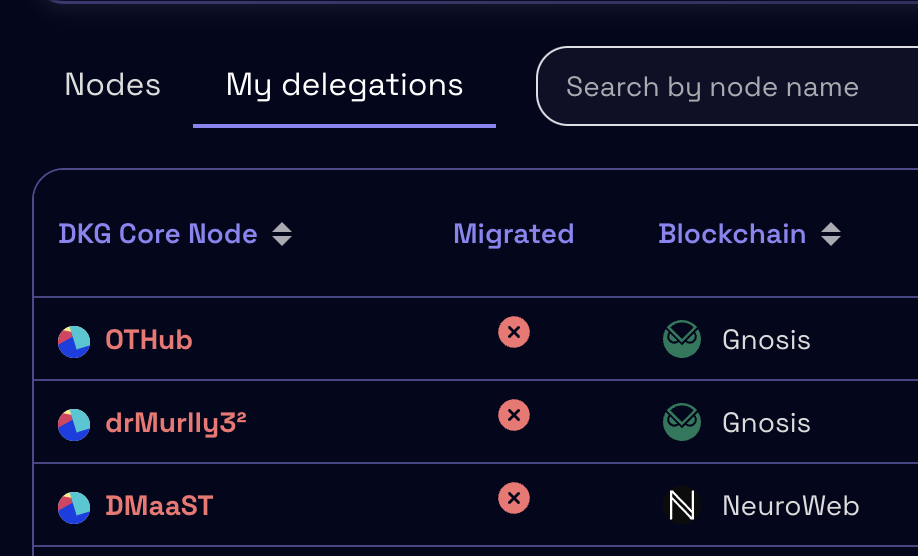 Nodes My delegations Search by node name
DKG Core Node Migrated Blockchain
OTHub Gnosis
drMurlly3² Gnosis
DMaaST NeuroWeb